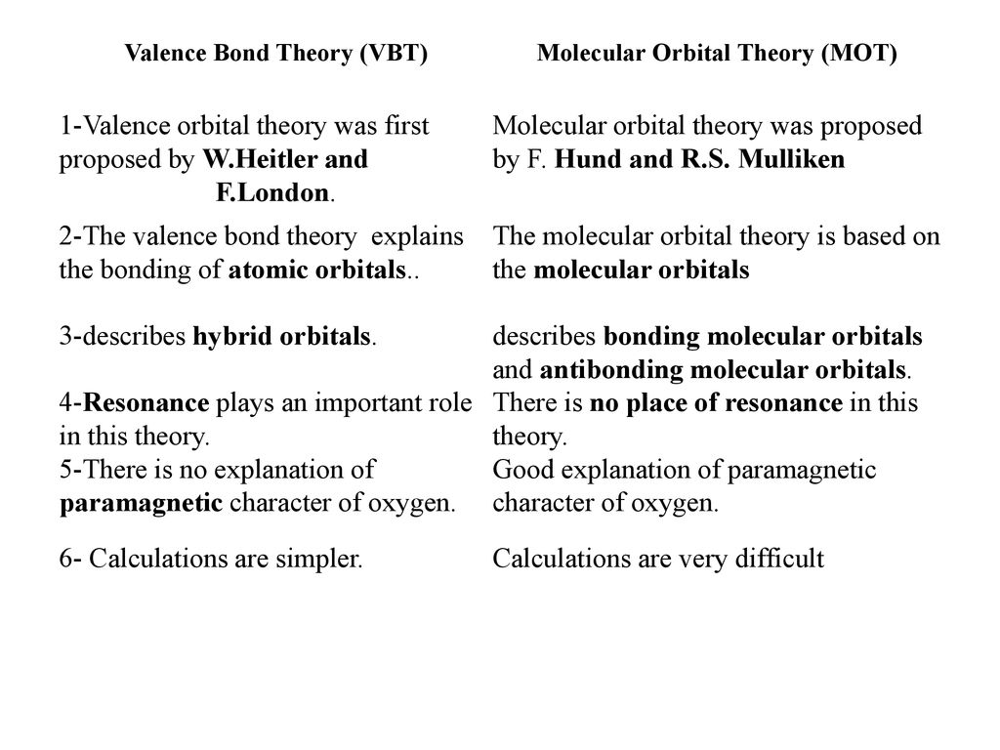 Valence Bond Theory (VBT)
Molecular Orbital Theory (MOT)
1-Valence orbital theory was first
proposed by W.Heitler and
F.London.
Molecular orbital theory was proposed
by F. Hund and R.S. Mulliken
2-The valence bond theory explains
the bonding of atomic orbitals..
The molecular orbital theory is based on
the molecular orbitals
3-describes hybrid orbitals.
describes bonding molecular orbitals
and antibonding molecular orbitals.
4-Resonance plays an important role
in this theory.
There is no place of resonance in this
theory.
5-There is no explanation of
paramagnetic character of oxygen.
Good explanation of paramagnetic
character of oxygen.
6- Calculations are simpler.
Calculations are very difficult